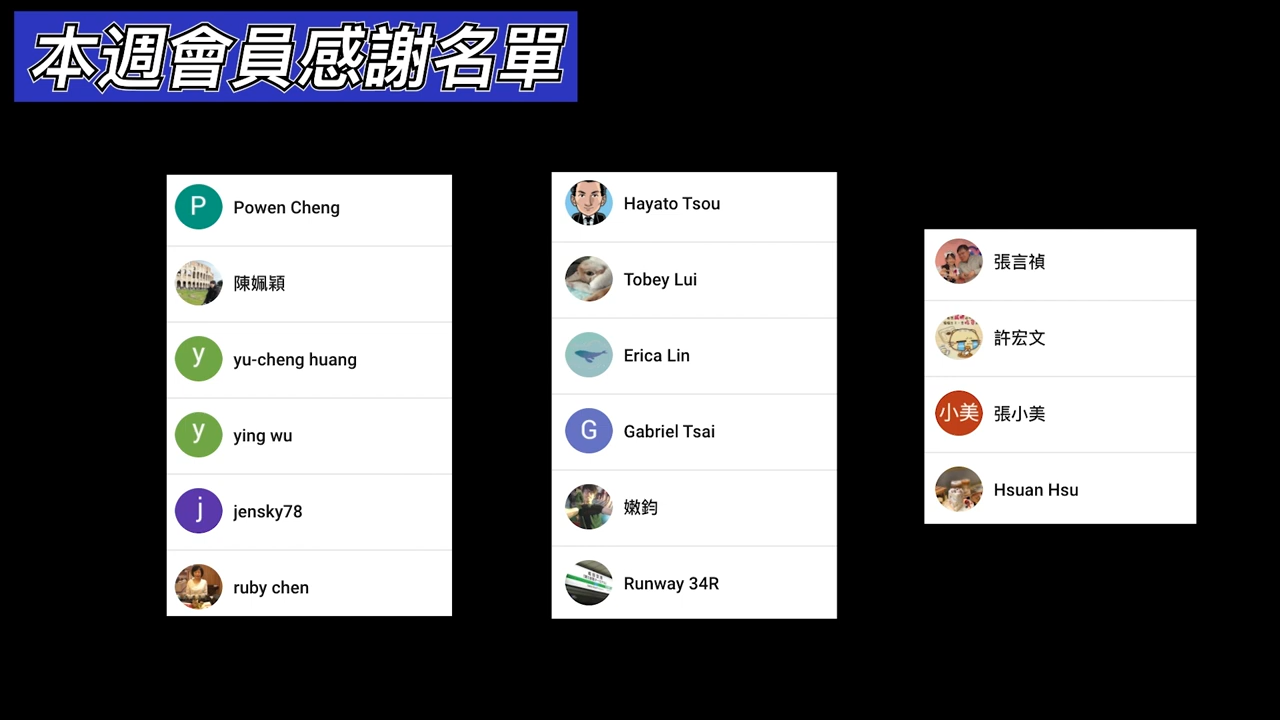 本週會員感謝名單
P
Powen Cheng
陳姵穎
y
yu-cheng huang
y
ying wu
j
jensky78
ruby chen
Hayato Tsou
Tobey Lui
Erica Lin
G
Gabriel Tsai
嫩鈞
Runway 34R
張言禎
許宏文
小美
張小美
Hsuan Hsu